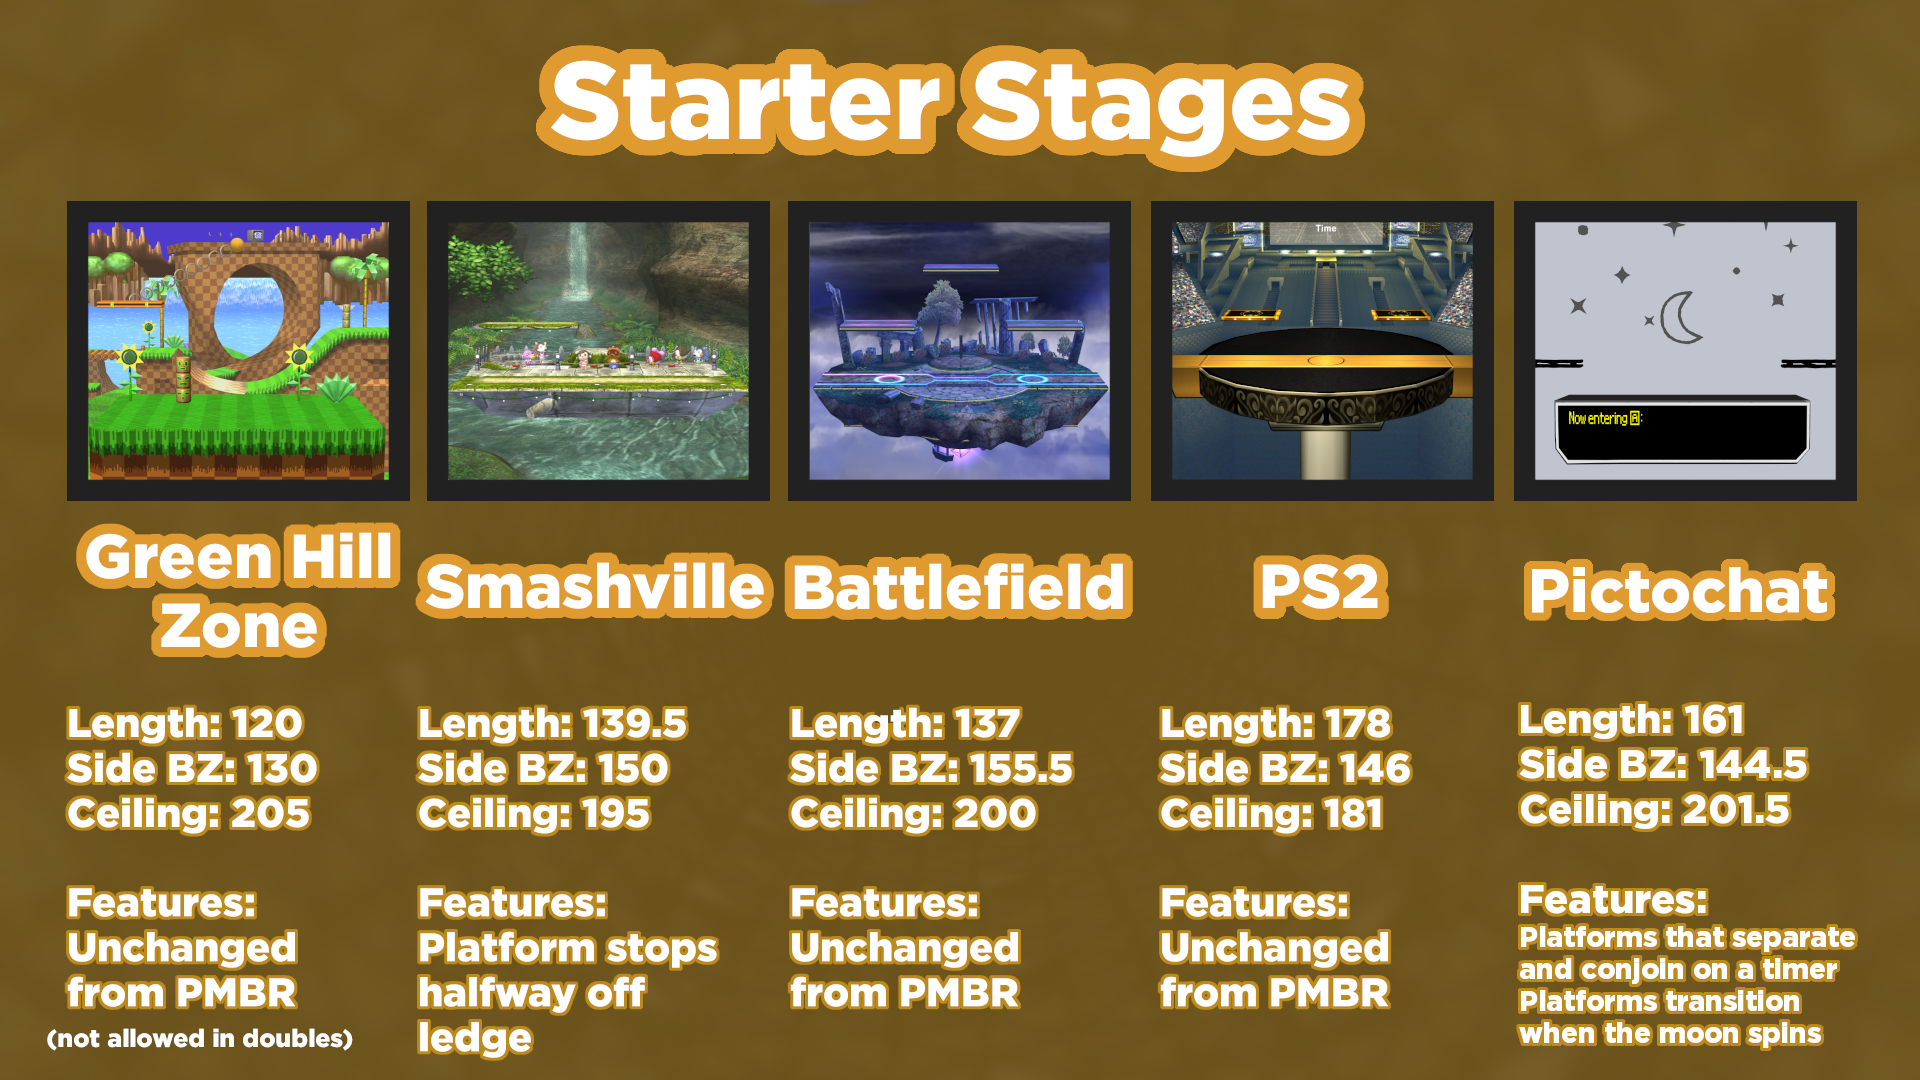 Starter Stages
Time
Now entering A:
Green Hill
Zone
Smashville
Battlefield
PS2
Pictochat
Length: 120
Side BZ: 130
Ceiling: 205
Features:
Unchanged
from PMBR
(not allowed in doubles)
Length: 139.5
Side BZ: 150
Ceiling: 195
Features:
Platform stops
halfway off
ledge
Length: 137
Side BZ: 155.5
Ceiling: 200
Features:
Unchanged
from PMBR
Length: 178
Side BZ: 146
Ceiling: 181
Features:
Unchanged
from PMBR
Length: 161
Side BZ: 144.5
Ceiling: 201.5
Features:
Platforms that separate
and conjoin on a timer
Platforms transition
when the moon spins